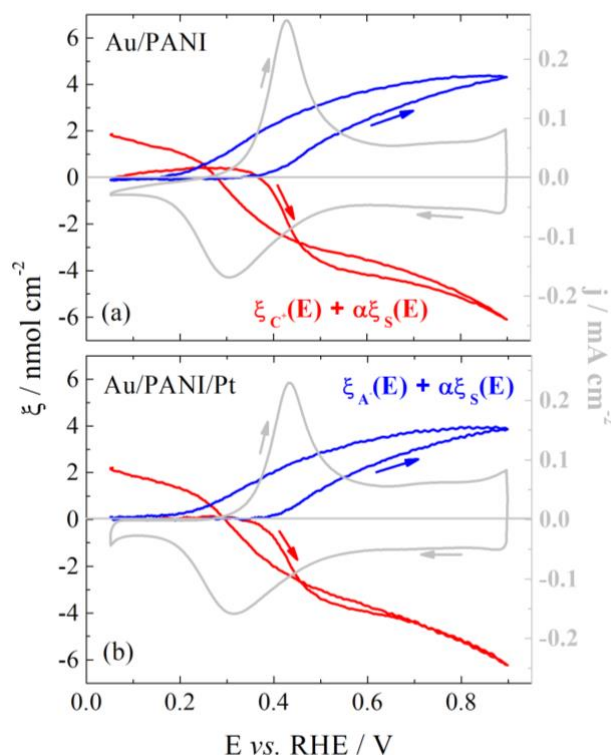 Au/PANI
6
4
2
0
-2
-4
-6
0.2
0.1
0.0
-0.1
-0.2
(a)
ξC+(E) + αξS(E)
Au/PANI/Pt
ξA-(E) + αξS(E)
6
4
2
0
-2
-4
-6
0.2
0.1
0.0
-0.1
-0.2
(b)
ξ / nmol cm⁻²
j / mA cm⁻²
0.0 0.2 0.4 0.6 0.8
E vs. RHE / V